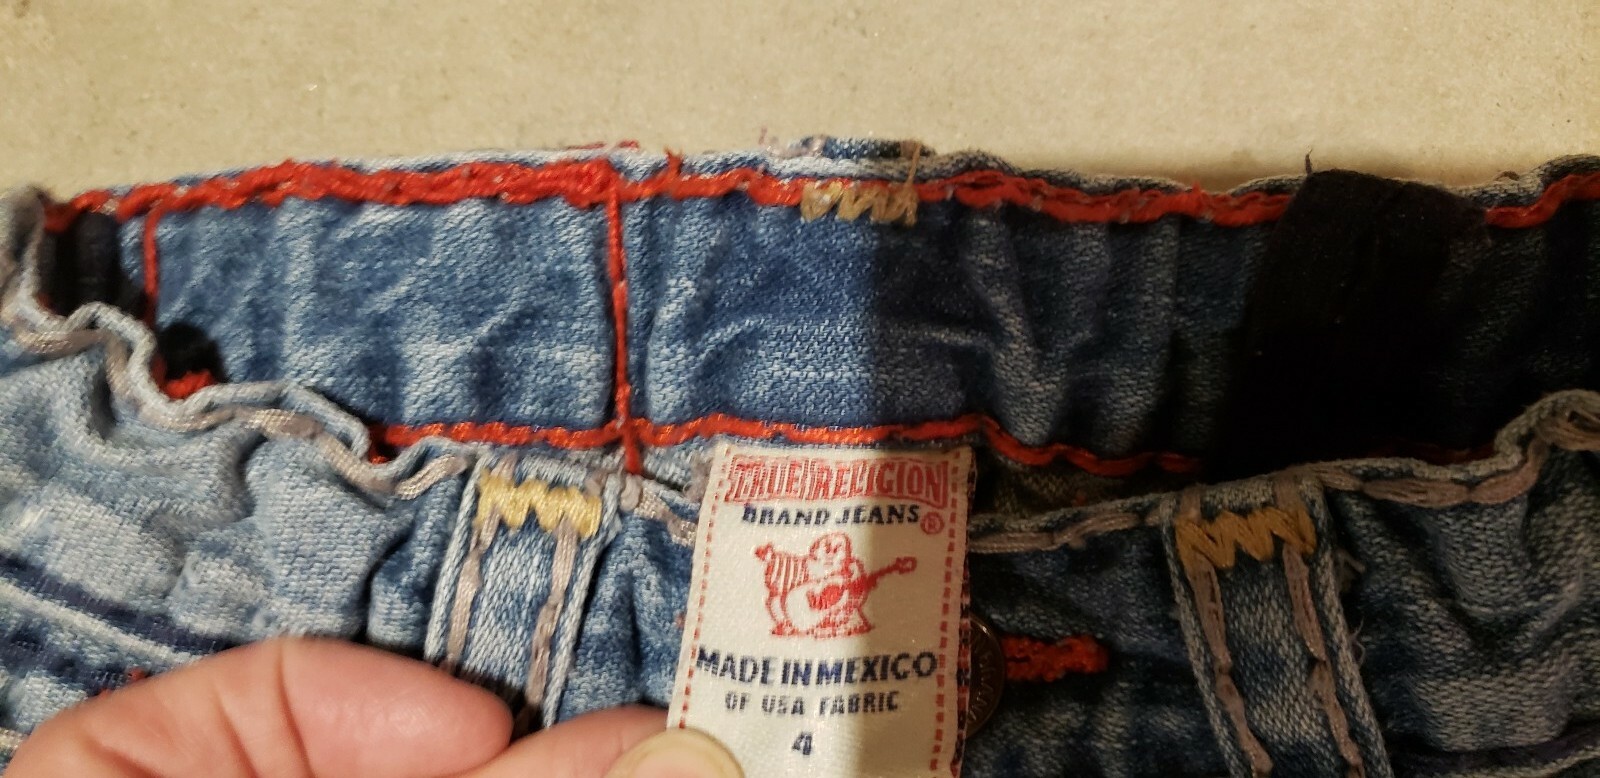 TRUE RELIGION
BRAND JEANS ®
MADE IN MEXICO
OF USA FABRIC
4